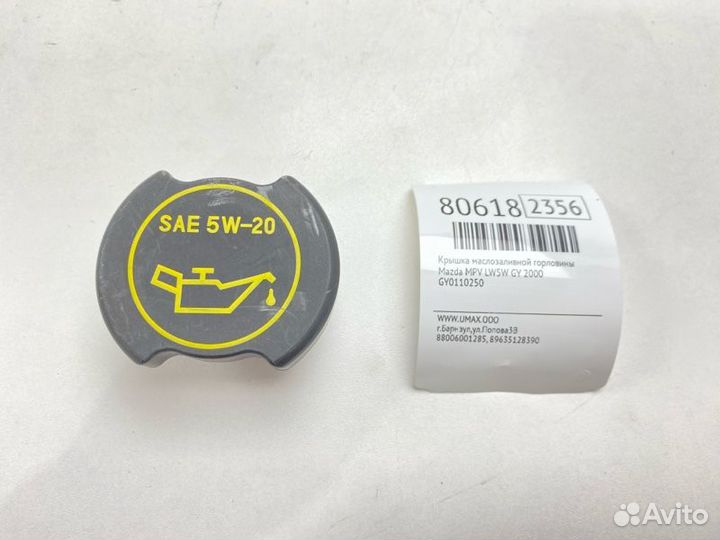 SAE 5W-20
80618 2356
Крышка маслозаливной горловины
Mazda MPV LW5W GY 2000
GY0110250
WWW.UMAX.OOO
г.Барнаул,ул.Попова3В
88006001285, 89635128390
Avito